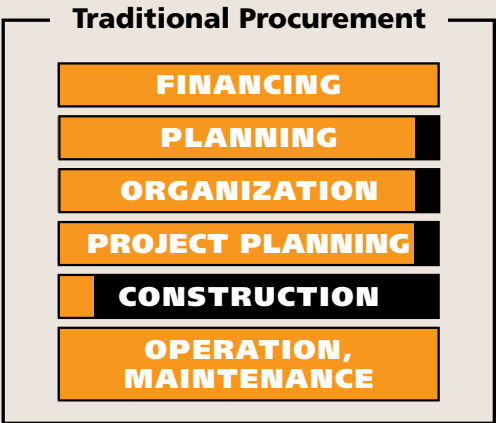 Traditional Procurement
FINANCING
PLANNING
ORGANIZATION
PROJECT PLANNING
CONSTRUCTION
OPERATION,
MAINTENANCE